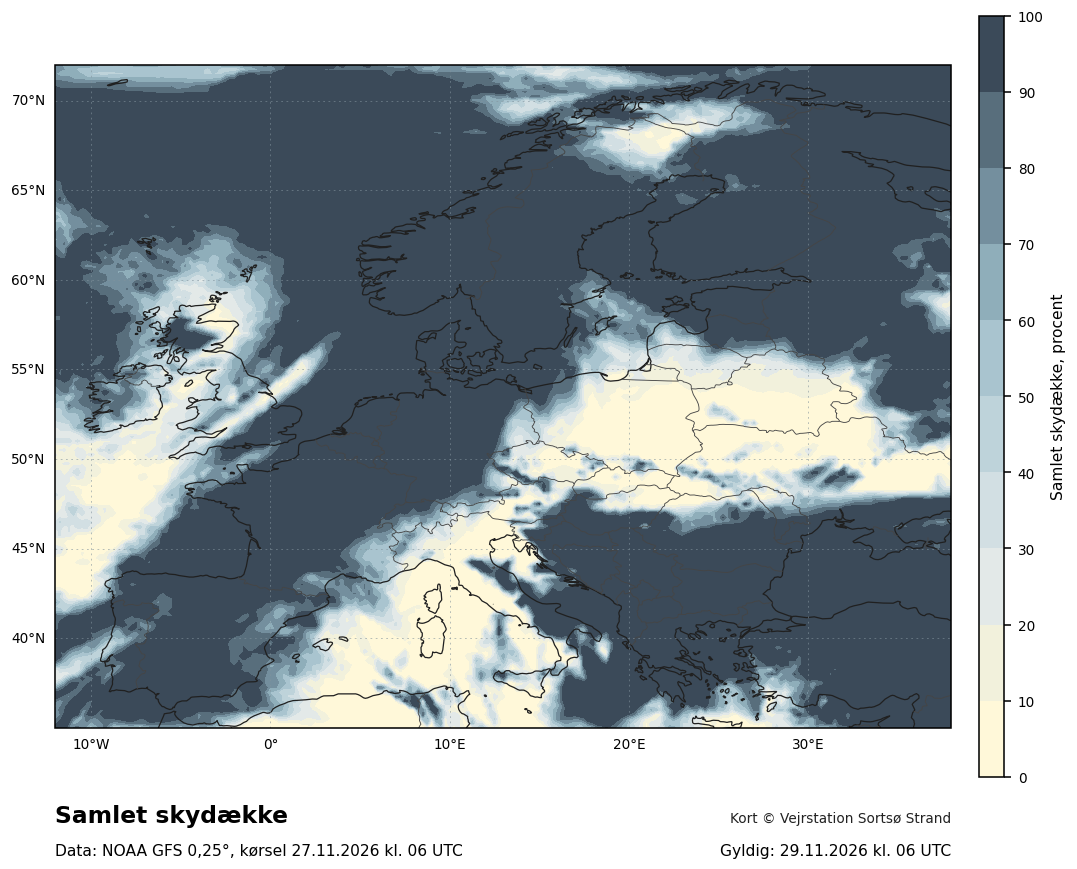 100
90
80
70
60
50
40
30
20
10
0
Samlet skydække, procent
70°N
65°N
60°N
55°N
50°N
45°N
40°N
10°W
0°
10°E
20°E
30°E
Samlet skydække
Kort © Vejrstation Sortsø Strand
Data: NOAA GFS 0,25°, kørsel 27.11.2026 kl. 06 UTC
Gyldig: 29.11.2026 kl. 06 UTC